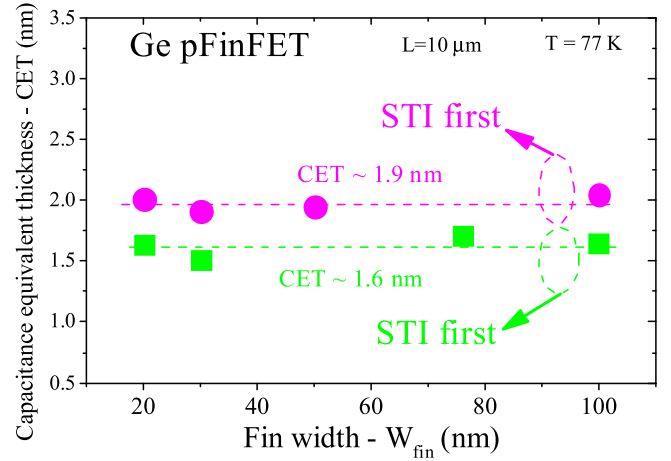 Capacitance equivalent thickness - CET (nm)
3.5
3.0
2.5
2.0
1.5
1.0
0.5
Ge pFinFET
L=10 μm
T = 77 K
STI first
CET ~ 1.9 nm
CET ~ 1.6 nm
STI first
20
40
60
80
100
Fin width - W_fin (nm)